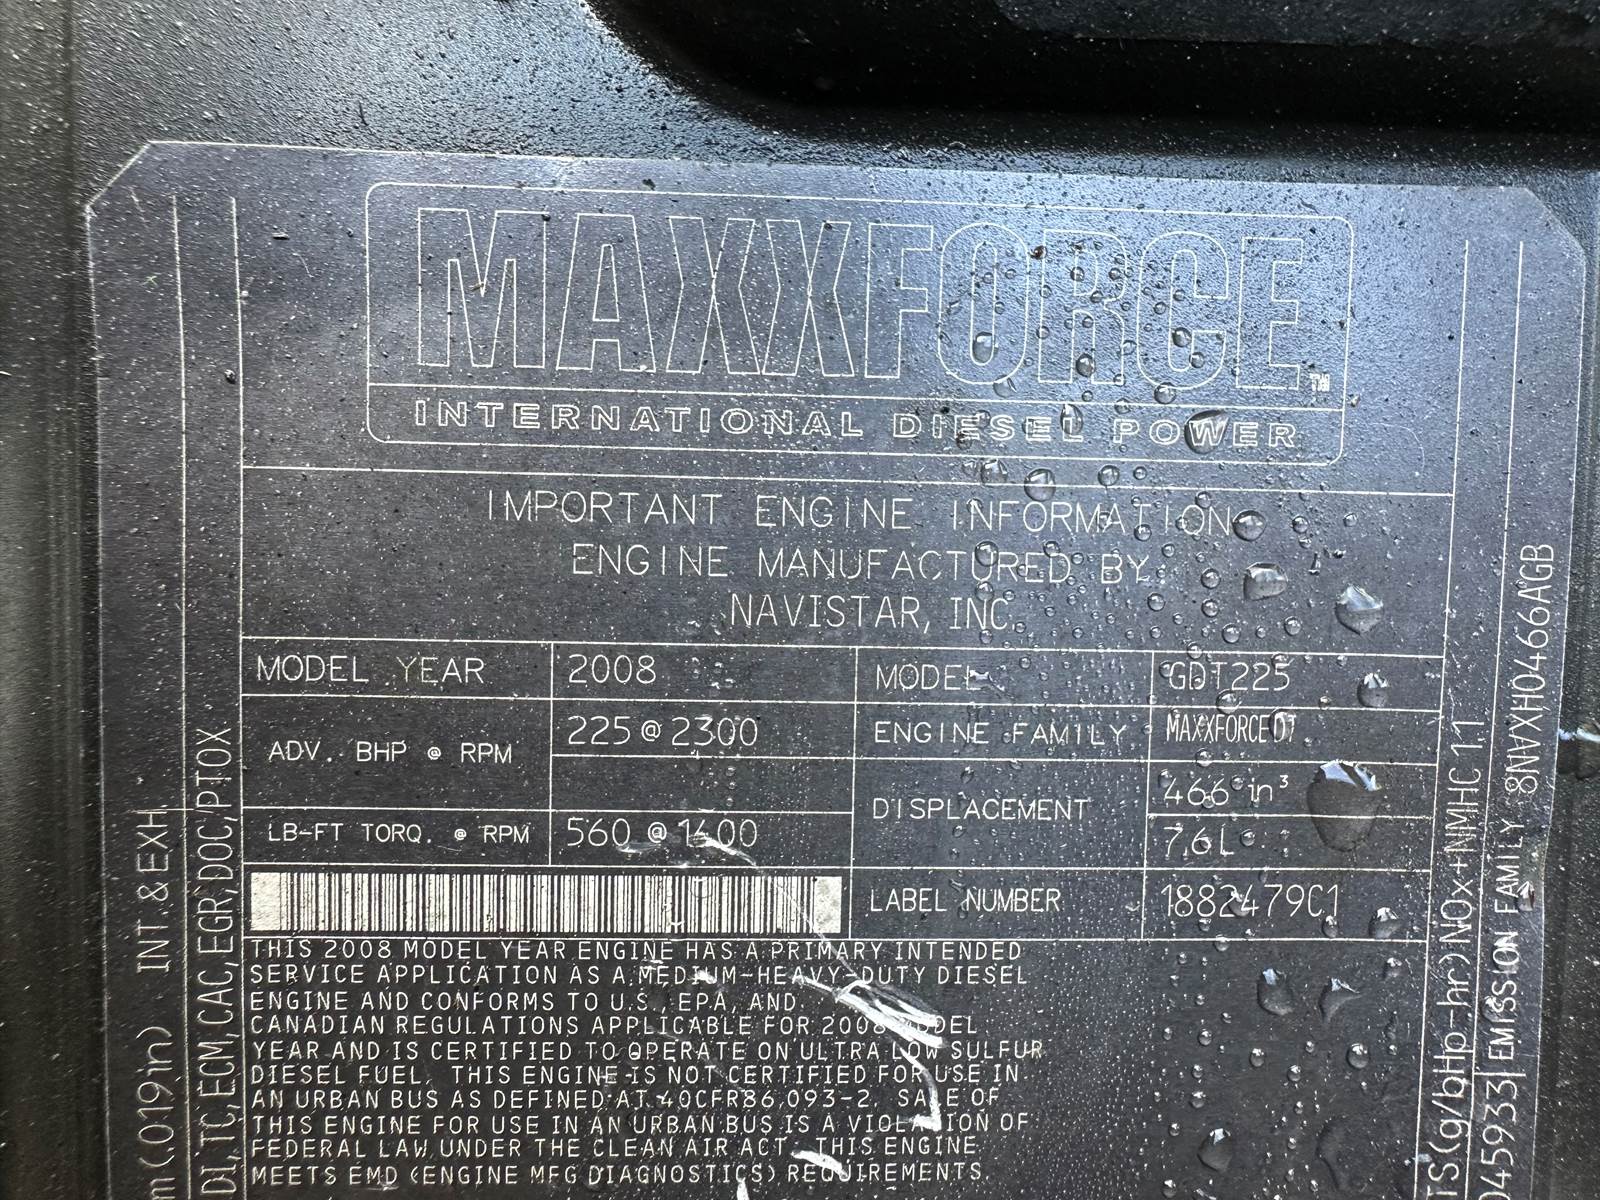 MAXXFORCE™
INTERNATIONAL DIESEL POWER
IMPORTANT ENGINE INFORMATION
ENGINE MANUFACTURED BY
NAVISTAR, INC.
MODEL YEAR 2008 MODEL GDT225
ADV. BHP @ RPM 225 @ 2300 ENGINE FAMILY MAXXFORCE DT
DISPLACEMENT 466 in³
7.6L
LB-FT TORQ. @ RPM 560 @ 1400
LABEL NUMBER 1882479C1
THIS 2008 MODEL YEAR ENGINE HAS A PRIMARY INTENDED
SERVICE APPLICATION AS A MEDIUM-HEAVY-DUTY DIESEL
ENGINE AND CONFORMS TO U.S. EPA, AND.
CANADIAN REGULATIONS APPLICABLE FOR 2008 MODEL
YEAR AND IS CERTIFIED TO OPERATE ON ULTRA LOW SULFUR
DIESEL FUEL. THIS ENGINE IS NOT CERTIFIED FOR USE IN
AN URBAN BUS AS DEFINED AT 40CFR86.093-2. SALE OF
THIS ENGINE FOR USE IN AN URBAN BUS IS A VIOLATION OF
FEDERAL LAW UNDER THE CLEAN AIR ACT. THIS ENGINE
MEETS EMD (ENGINE MFG DIAGNOSTICS) REQUIREMENTS.
m (.019in) INT.&EXH.
DI,TC,ECM,CAC,EGR,DOC/PTOX
(g/bHp-hr) NOx+NMHC 1.1
045933 EMISSION FAMILY 8NVXH0466AGB